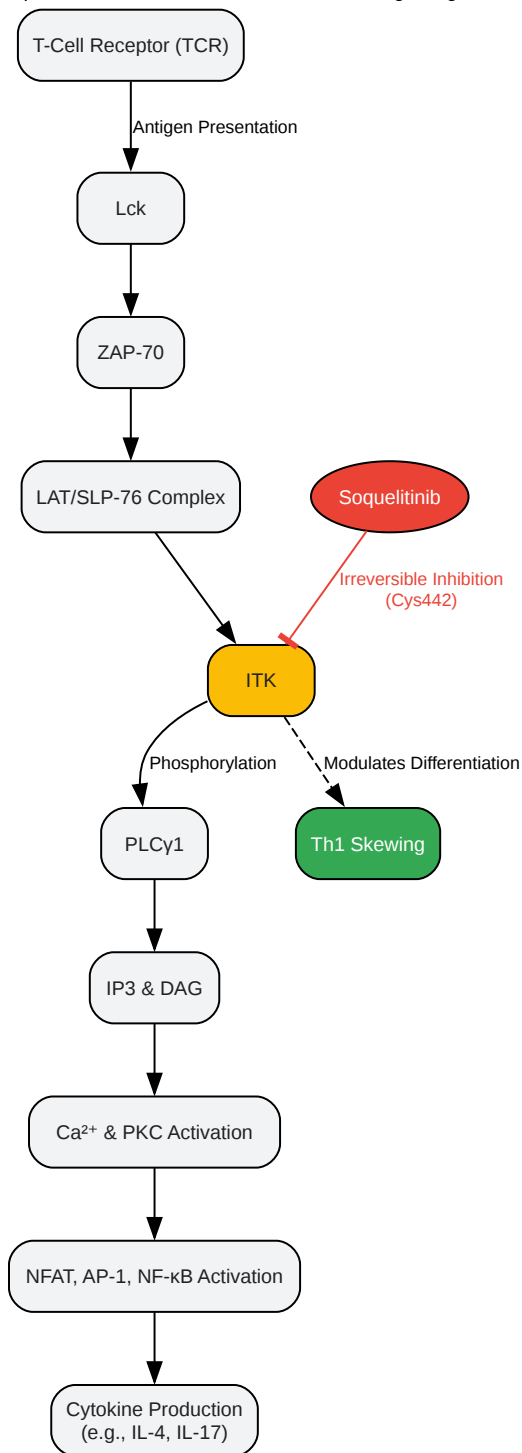 T-Cell Receptor (TCR)
Antigen Presentation
Lck
ZAP-70
LAT/SLP-76 Complex
Soquelitinib
Irreversible Inhibition
(Cys442)
ITK
Phosphorylation
Modulates Differentiation
PLCγ1
Th1 Skewing
IP3 & DAG
Ca²⁺ & PKC Activation
NFAT, AP-1, NF-κB Activation
Cytokine Production
(e.g., IL-4, IL-17)